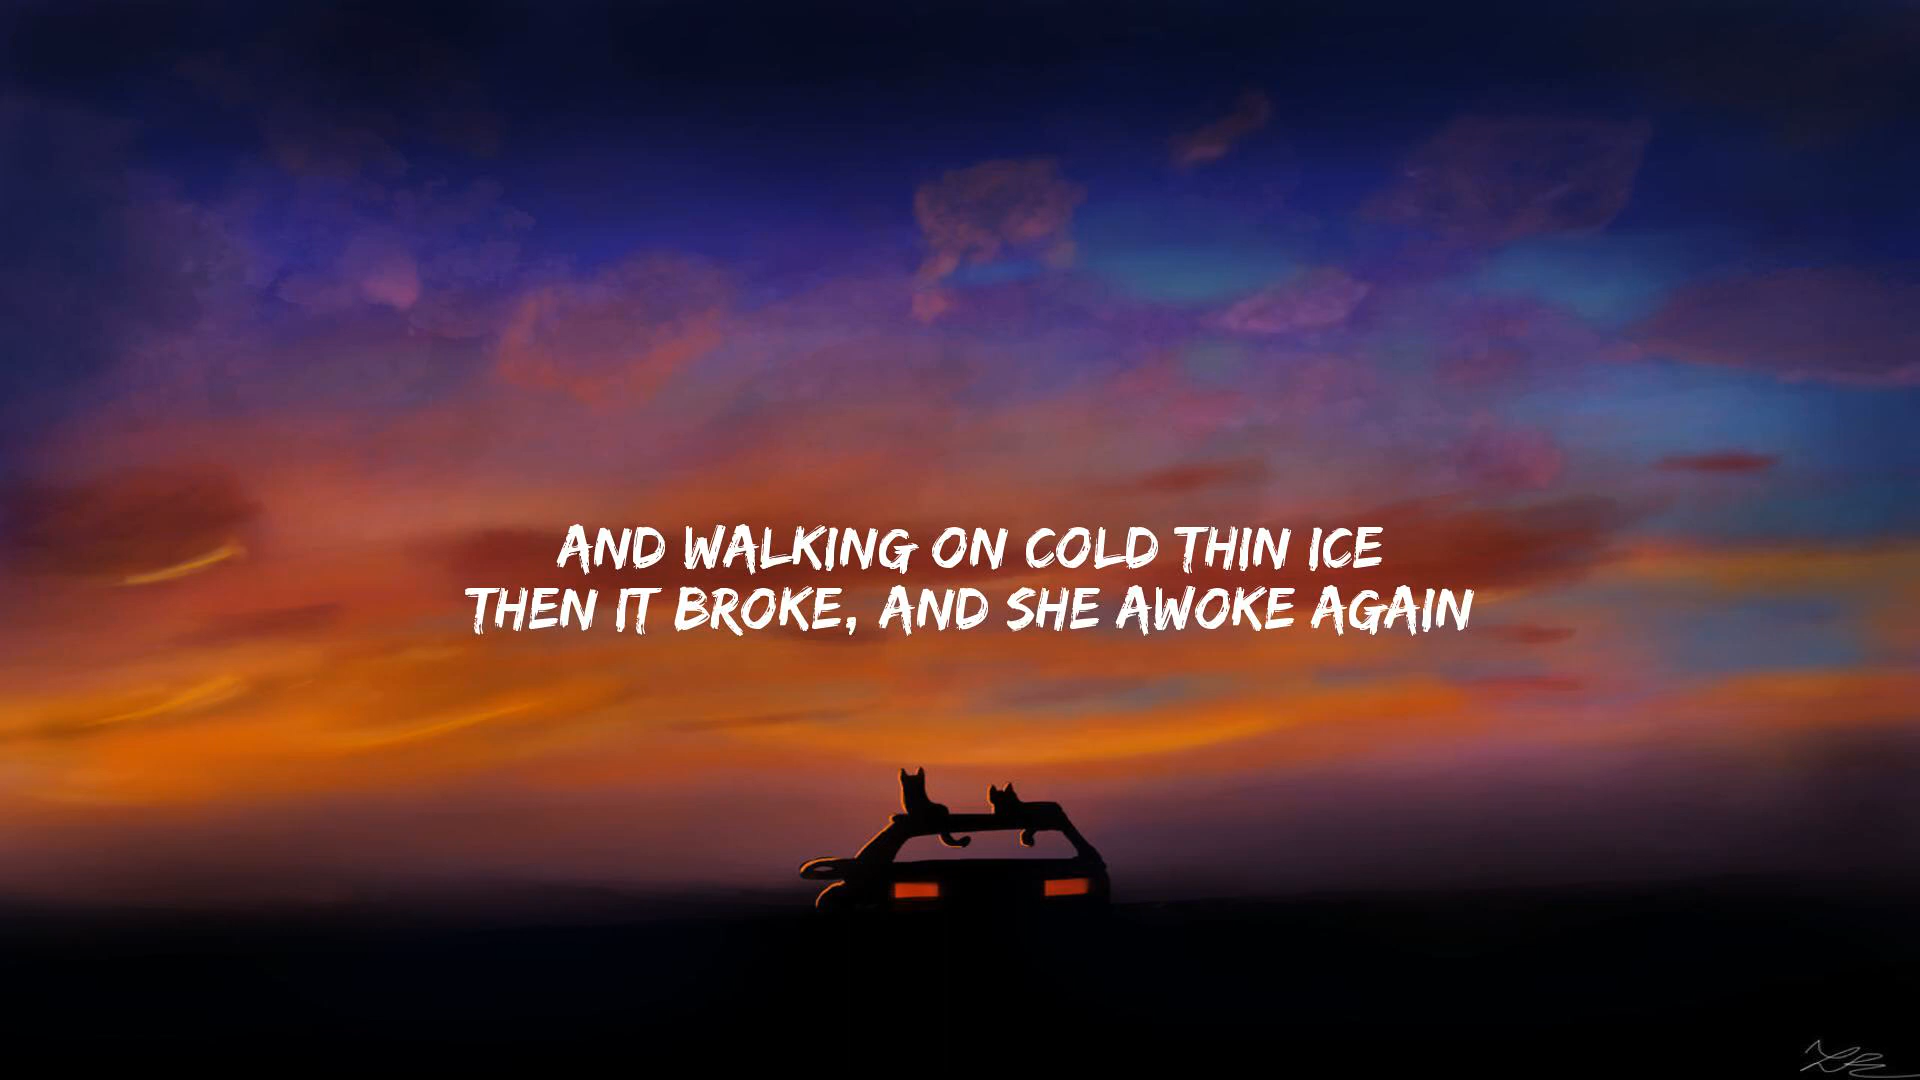 AND WALKING ON COLD THIN ICE
THEN IT BROKE, AND SHE AWOKE AGAIN